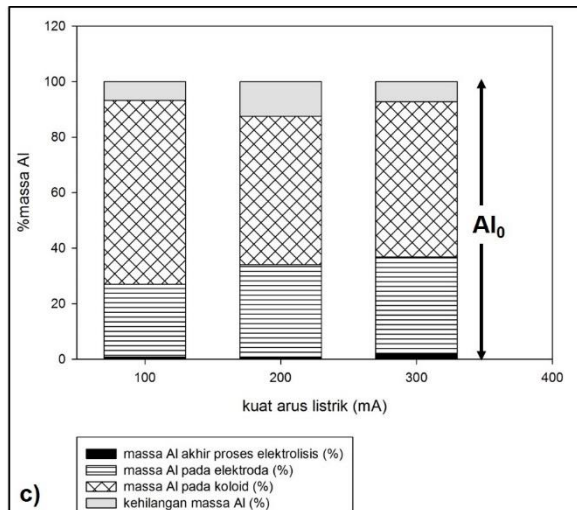 120
100
80
60
40
20
0
%massa Al
Al₀
100 200 300 400
kuat arus listrik (mA)
massa Al akhir proses elektrolisis (%)
massa Al pada elektroda (%)
massa Al pada koloid (%)
kehilangan massa Al (%)
c)